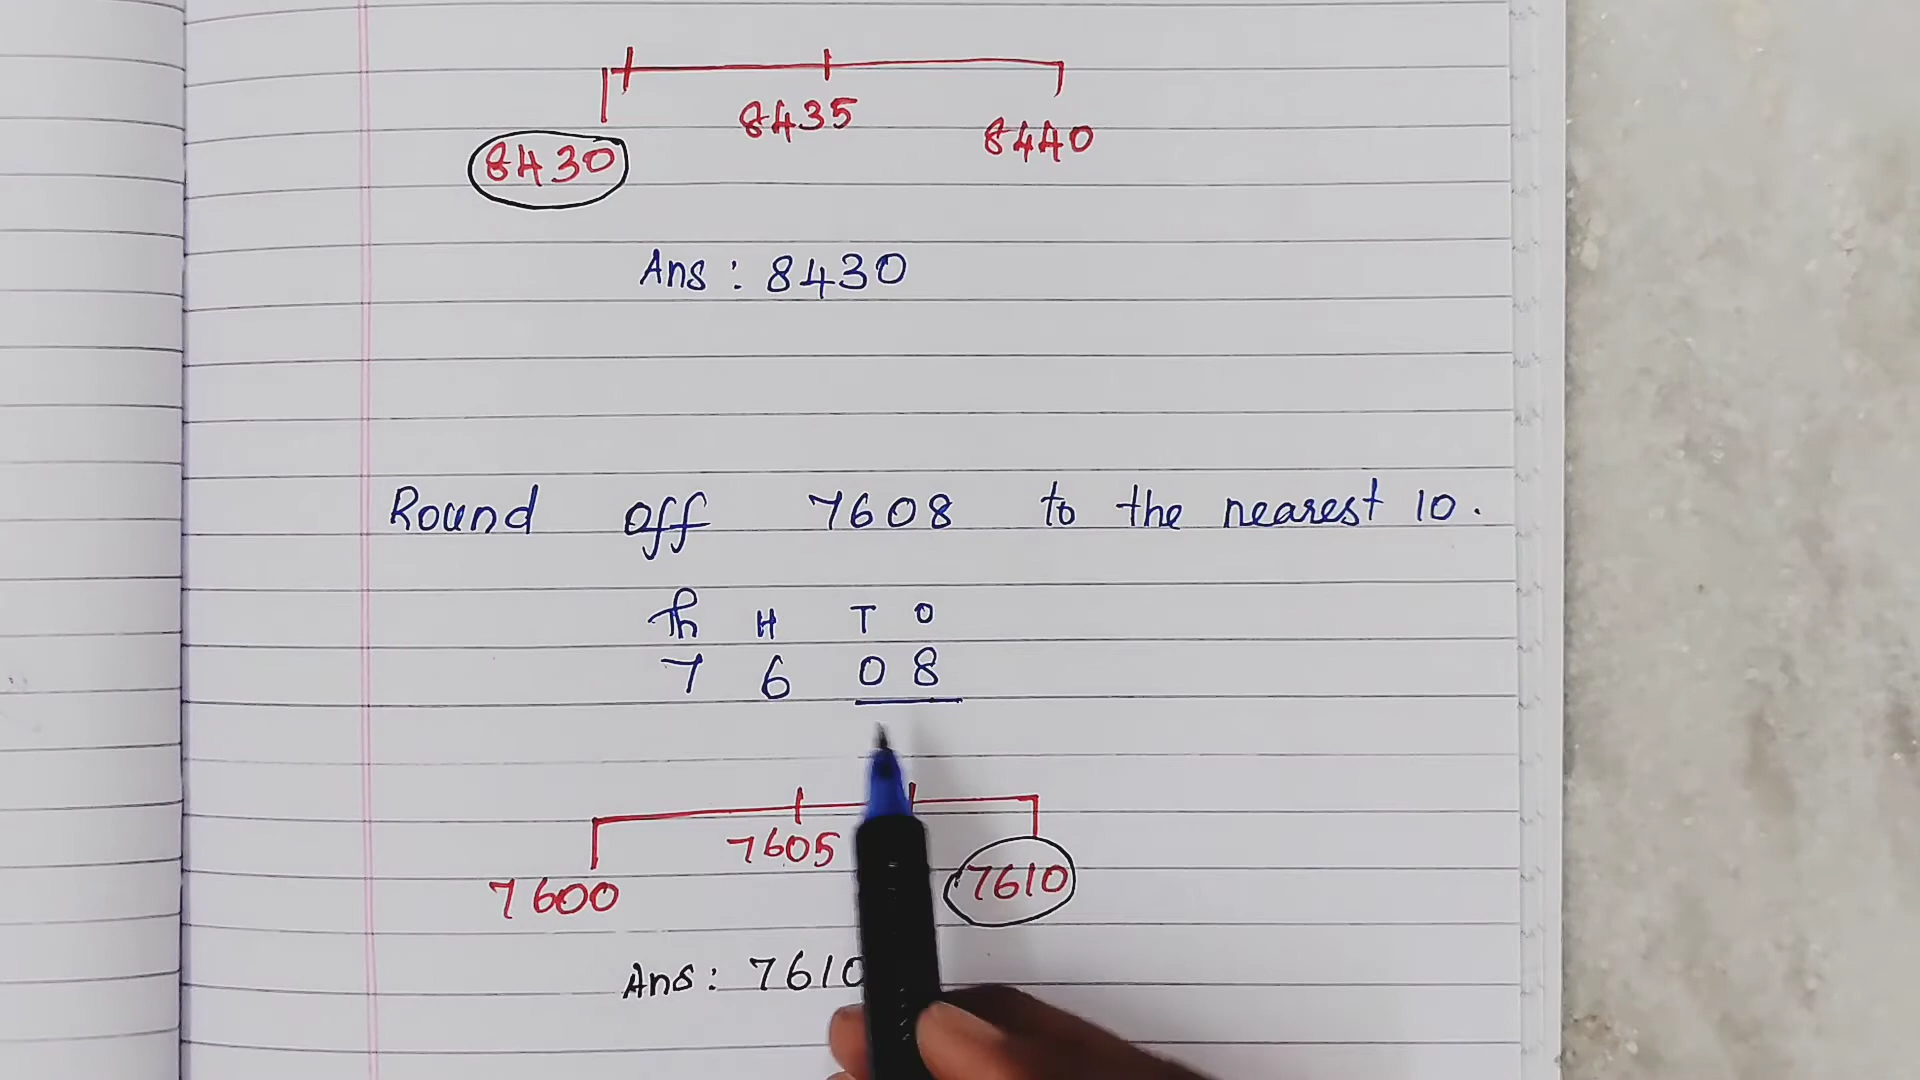 8435
8440
8430
Ans : 8430
Round off 7608 to the nearest 10.
Th H T O
7 6 0 8
7605
7600 7610
Ans : 7610